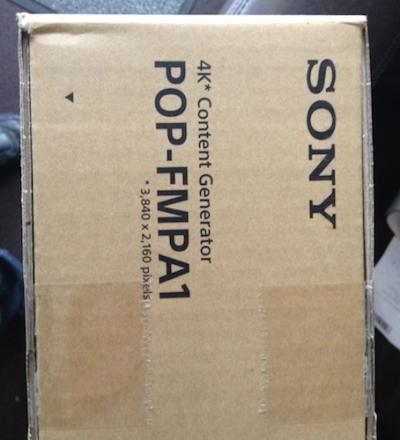 SONY
4K* Content Generator
POP-FMPA1
* 3,840 x 2,160 pixels